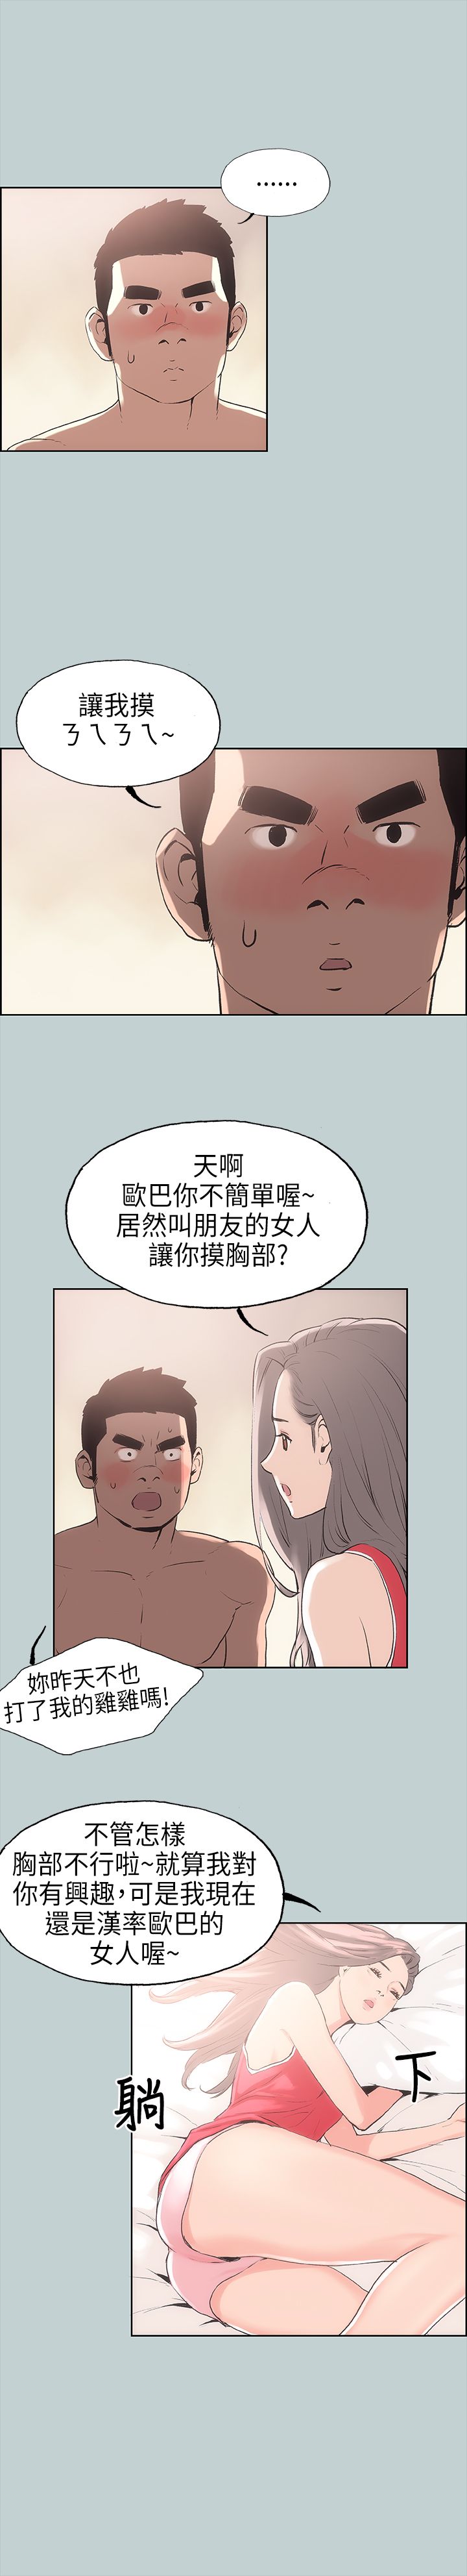 ……
讓我摸
ㄋㄟㄋㄟ~
天啊
歐巴你不簡單喔~
居然叫朋友的女人
讓你摸胸部?
妳昨天不也
打了我的雞雞嗎!
不管怎樣
胸部不行啦~就算我對
你有興趣,可是我現在
還是漢率歐巴的
女人喔~
躺
下